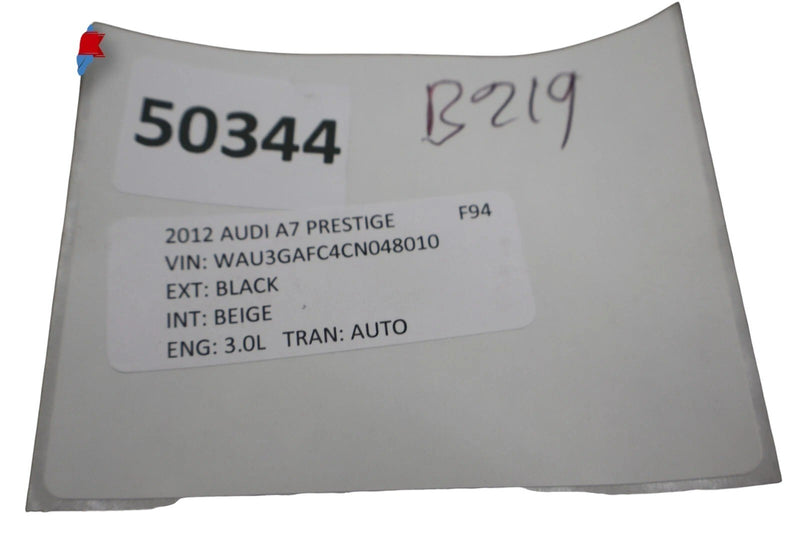 50344
B219
2012 AUDI A7 PRESTIGE F94
VIN: WAU3GAFC4CN048010
EXT: BLACK
INT: BEIGE
ENG: 3.0L TRAN: AUTO